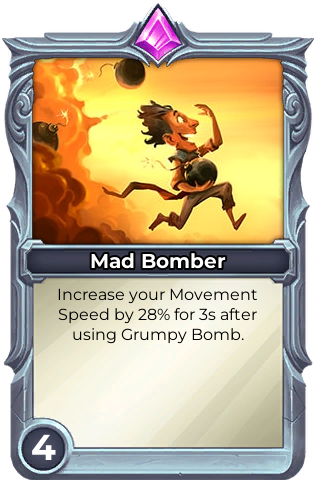 Mad Bomber
Increase your Movement
Speed by 28% for 3s after
using Grumpy Bomb.
4